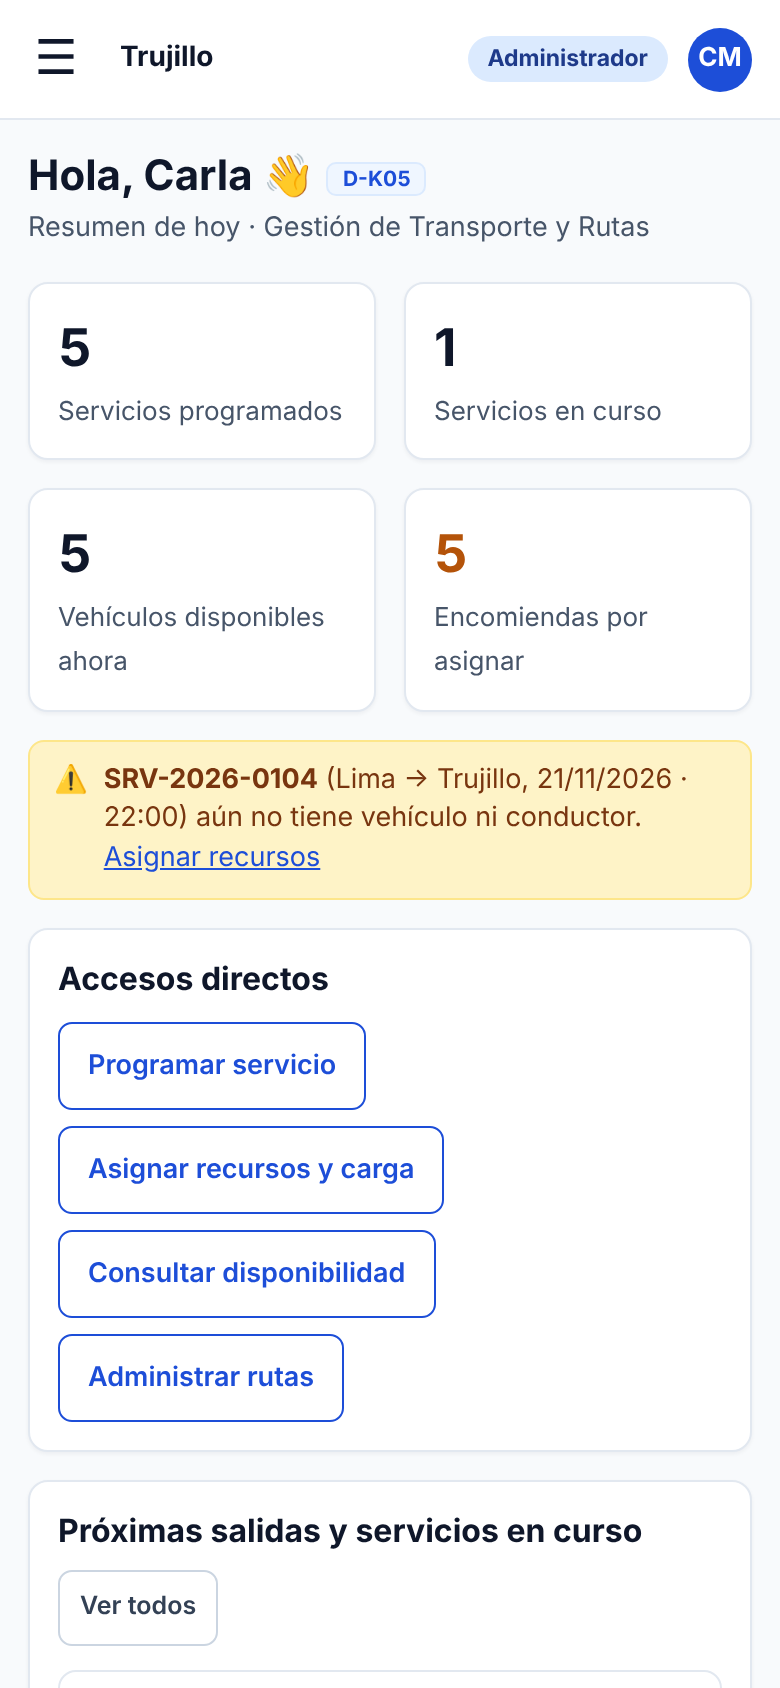 ☰ Trujillo Administrador CM
Hola, Carla 👋 D-K05
Resumen de hoy · Gestión de Transporte y Rutas
5
Servicios programados
1
Servicios en curso
5
Vehículos disponibles
ahora
5
Encomiendas por
asignar
⚠️ SRV-2026-0104 (Lima → Trujillo, 21/11/2026 ·
22:00) aún no tiene vehículo ni conductor.
Asignar recursos
Accesos directos
Programar servicio
Asignar recursos y carga
Consultar disponibilidad
Administrar rutas
Próximas salidas y servicios en curso
Ver todos